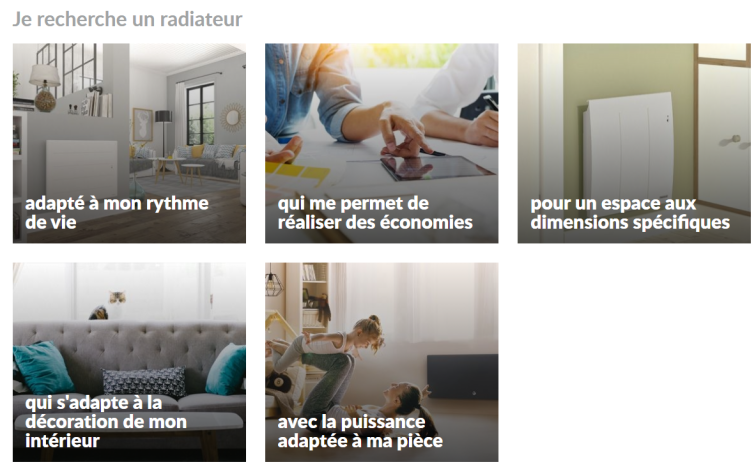 Je recherche un radiateur
adapté à mon rythme
de vie
qui me permet de
réaliser des économies
pour un espace aux
dimensions spécifiques
qui s'adapte à la
décoration de mon
intérieur
avec la puissance
adaptée à ma pièce